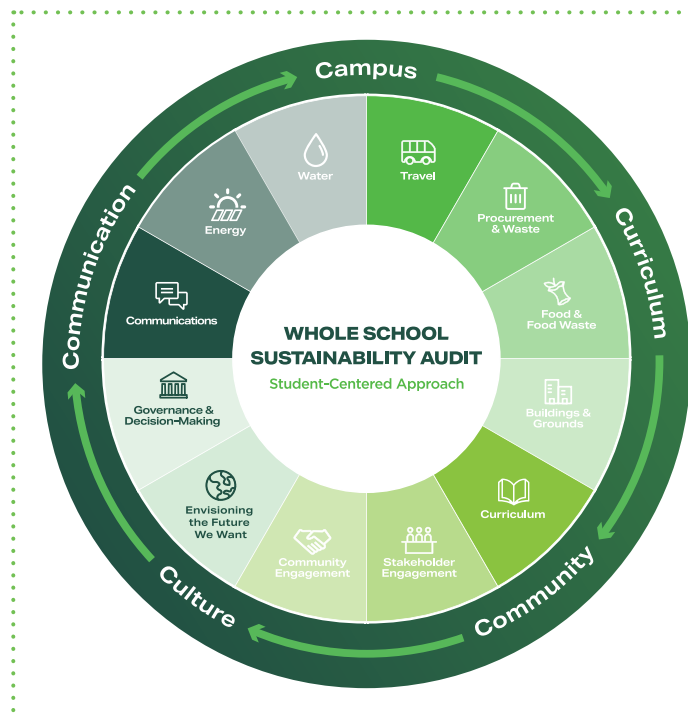 Campus
Curriculum
Community
Culture
Communication
Water
Travel
Procurement
& Waste
Food &
Food Waste
Buildings &
Grounds
Curriculum
Stakeholder
Engagement
Community
Engagement
Envisioning
the Future
We Want
Governance &
Decision-Making
Communications
Energy
WHOLE SCHOOL
SUSTAINABILITY AUDIT
Student-Centered Approach